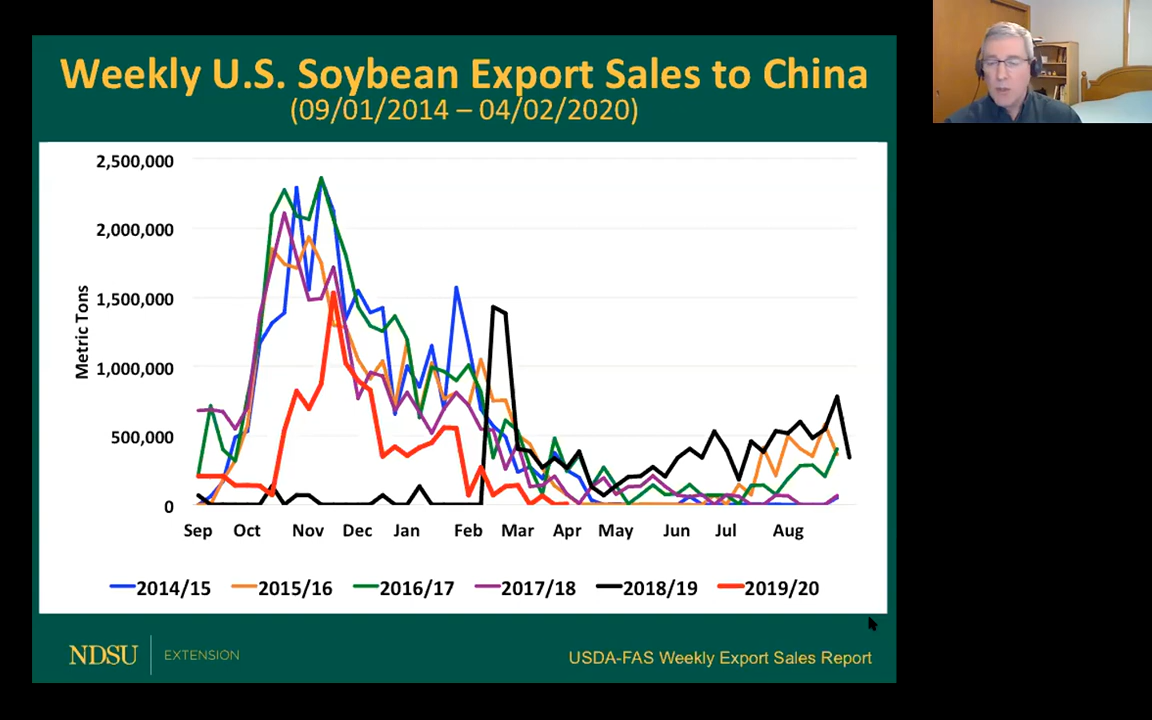 Weekly U.S. Soybean Export Sales to China
(09/01/2014 – 04/02/2020)
2,500,000
2,000,000
1,500,000
1,000,000
500,000
0
Metric Tons
Sep Oct Nov Dec Jan Feb Mar Apr May Jun Jul Aug
2014/15 2015/16 2016/17 2017/18 2018/19 2019/20
NDSU EXTENSION
USDA-FAS Weekly Export Sales Report